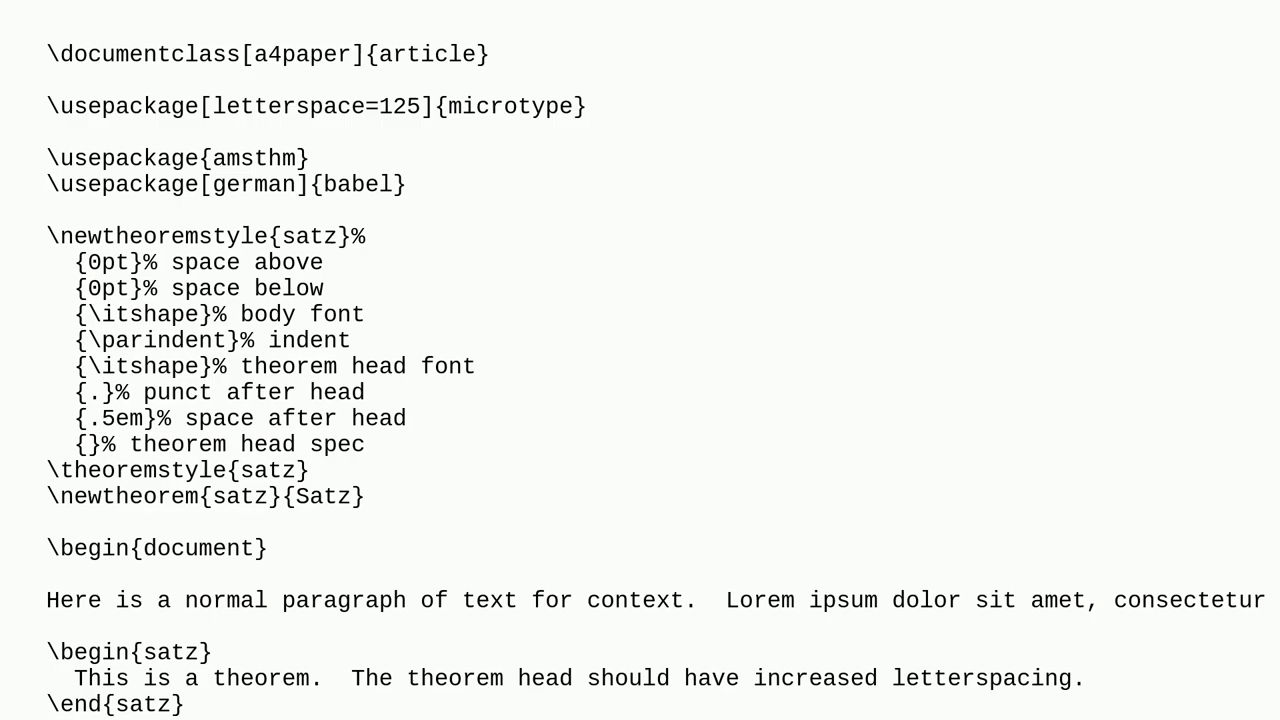 \documentclass[a4paper]{article}
\usepackage[letterspace=125]{microtype}
\usepackage{amsthm}
\usepackage[german]{babel}
\newtheoremstyle{satz}%
  {0pt}% space above
  {0pt}% space below
  {\itshape}% body font
  {\parindent}% indent
  {\itshape}% theorem head font
  {.}% punct after head
  {.5em}% space after head
  {}% theorem head spec
\theoremstyle{satz}
\newtheorem{satz}{Satz}
\begin{document}
Here is a normal paragraph of text for context.  Lorem ipsum dolor sit amet, consectetur
\begin{satz}
  This is a theorem.  The theorem head should have increased letterspacing.
\end{satz}